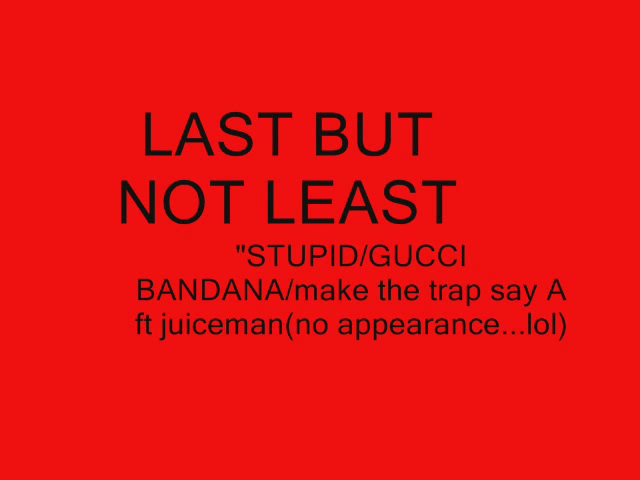 LAST BUT
NOT LEAST
"STUPID/GUCCI
BANDANA/make the trap say A
ft juiceman(no appearance...lol)